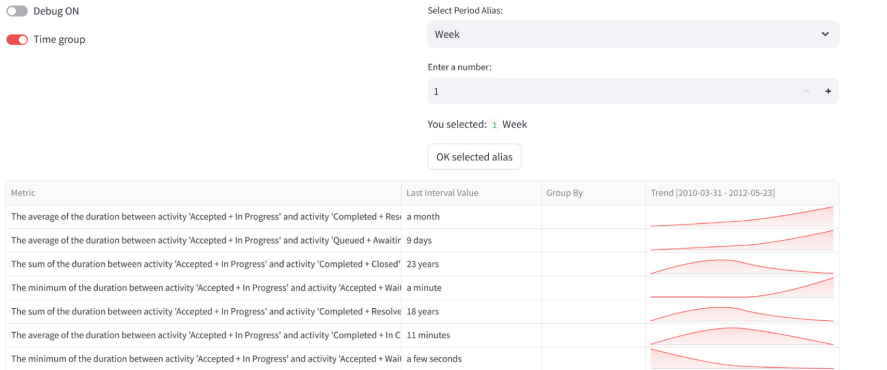 Debug ON
Time group
Select Period Alias:
Week
Enter a number:
1
You selected: 1 Week
OK selected alias
Metric Last Interval Value Group By Trend [2010-03-31 - 2012-05-23]
The average of the duration between activity 'Accepted + In Progress' and activity 'Completed + Res a month
The average of the duration between activity 'Accepted + In Progress' and activity 'Queued + Awaitin 9 days
The sum of the duration between activity 'Accepted + In Progress' and activity 'Completed + Closed' 23 years
The minimum of the duration between activity 'Accepted + In Progress' and activity 'Accepted + Wait a minute
The sum of the duration between activity 'Accepted + In Progress' and activity 'Completed + Resolve 18 years
The average of the duration between activity 'Accepted + In Progress' and activity 'Completed + In C 11 minutes
The minimum of the duration between activity 'Accepted + In Progress' and activity 'Accepted + Wait a few seconds